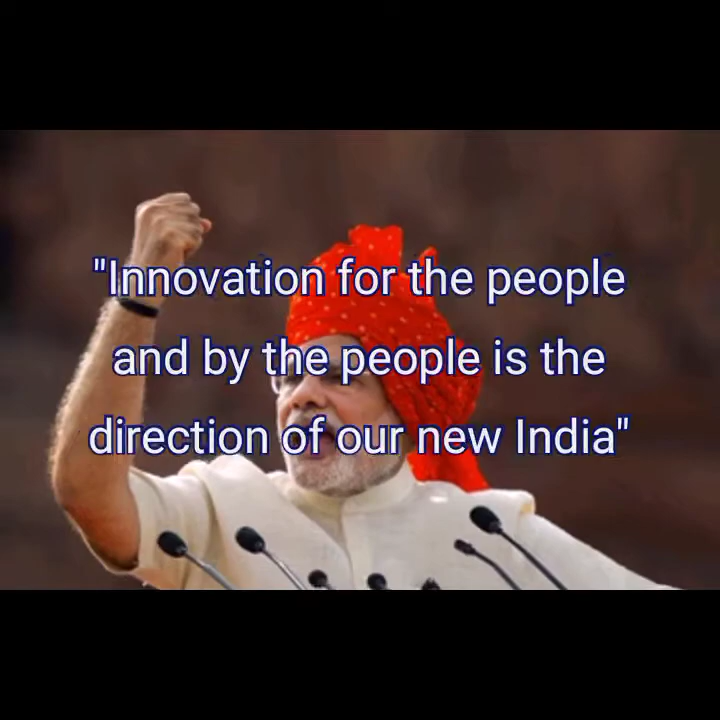 "Innovation for the people
and by the people is the
direction of our new India"